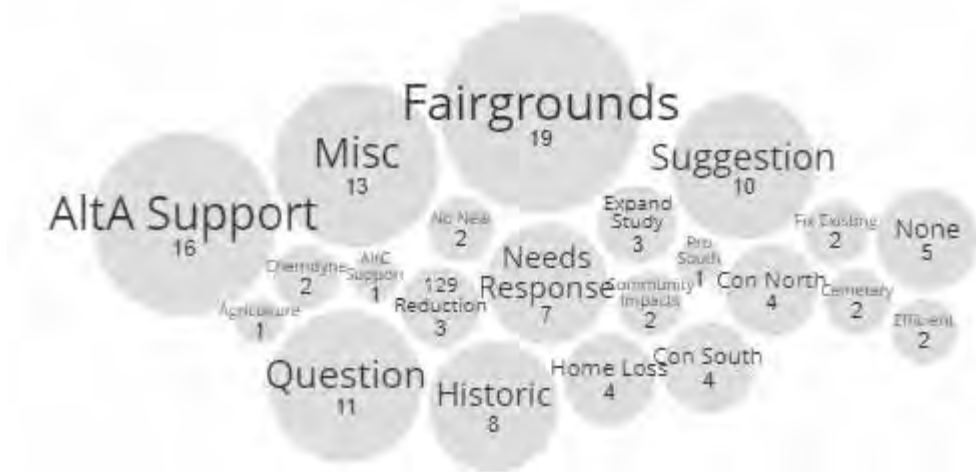 Fairgrounds
19
Misc
13
Suggestion
10
AltA Support
16
No New
2
Expand
Study
3
Fix Existing
2
None
5
Chemdyne
2
AltC
Support
1
129
Reduction
3
Needs
Response
7
Pro
South
1
Community
Impacts
2
Con North
4
Cemetery
2
Agriculture
1
Efficient
2
Question
11
Historic
8
Home Loss
4
Con South
4